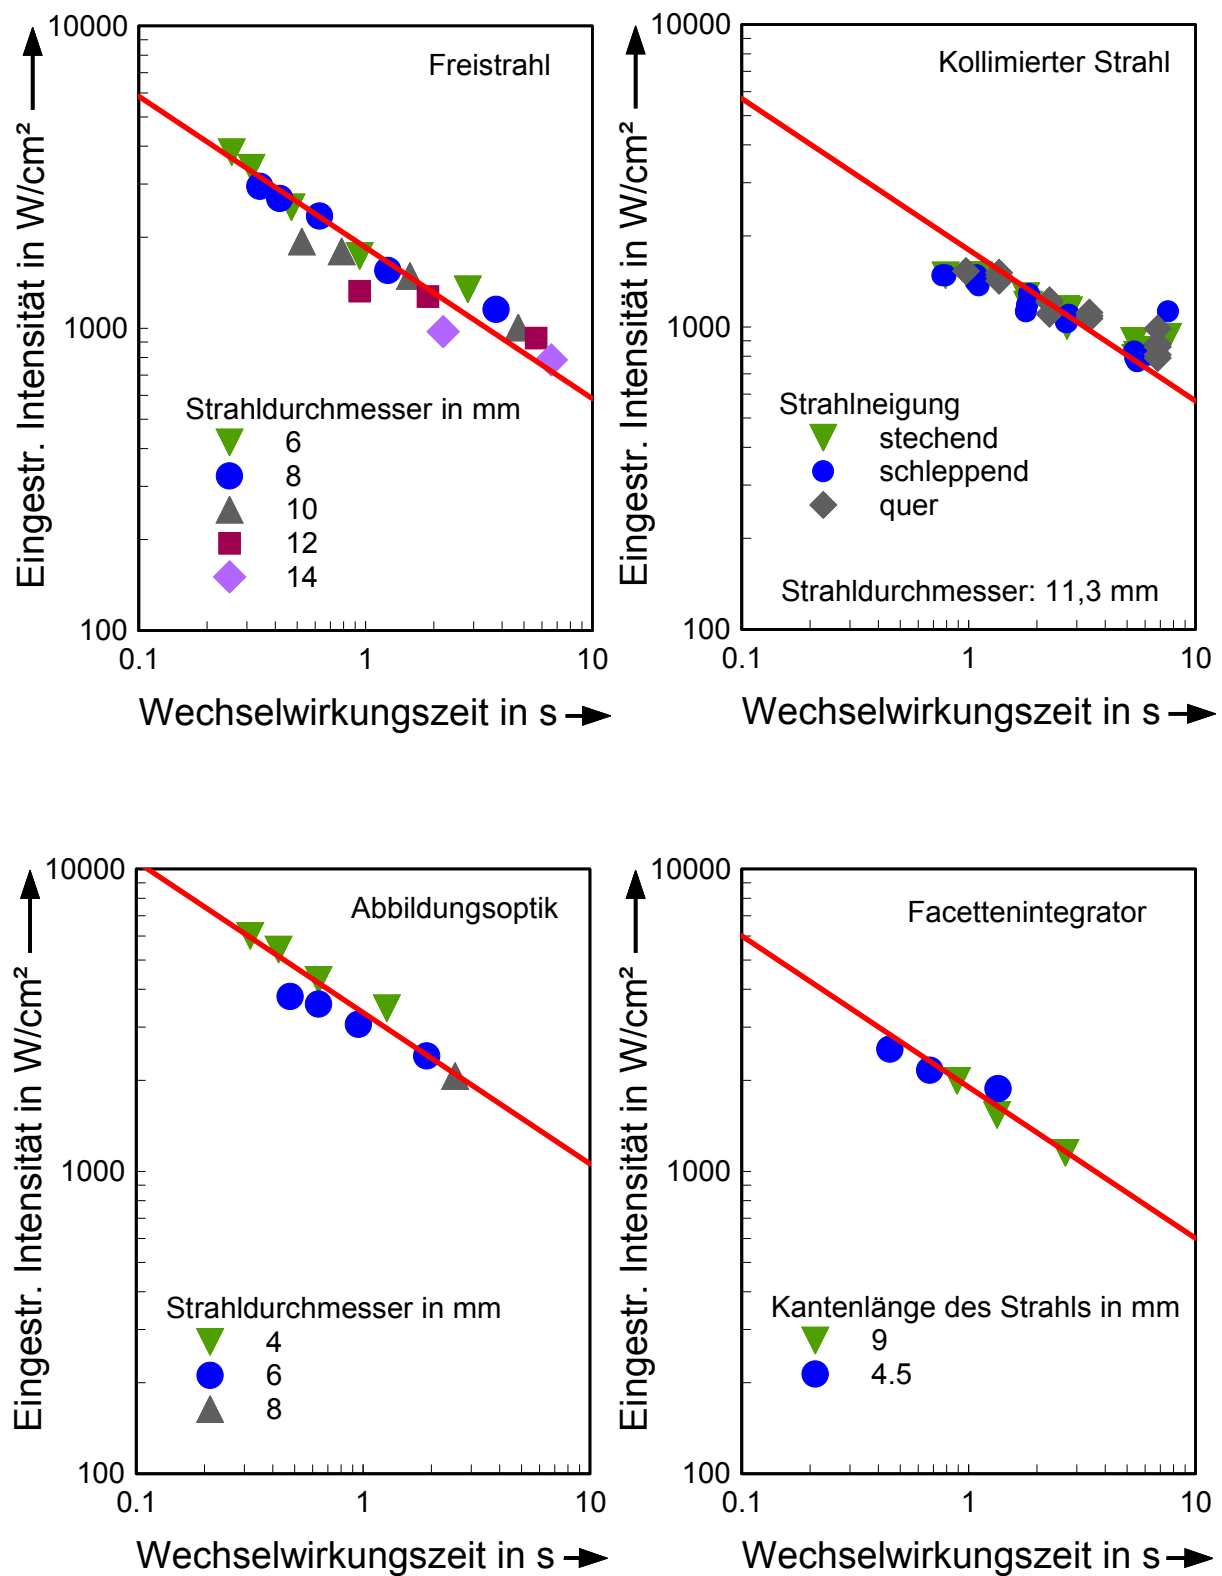 Eingestr. Intensität in W/cm²
10000
1000
100
Freistrahl
Strahldurchmesser in mm
6
8
10
12
14
0.1
1
10
Wechselwirkungszeit in s
Eingestr. Intensität in W/cm²
10000
1000
100
Kollimierter Strahl
Strahlneigung
stechend
schleppend
quer
Strahldurchmesser: 11,3 mm
0.1
1
10
Wechselwirkungszeit in s
Eingestr. Intensität in W/cm²
10000
1000
100
Abbildungsoptik
Strahldurchmesser in mm
4
6
8
0.1
1
10
Wechselwirkungszeit in s
Eingestr. Intensität in W/cm²
10000
1000
100
Facettenintegrator
Kantenlänge des Strahls in mm
9
4.5
0.1
1
10
Wechselwirkungszeit in s